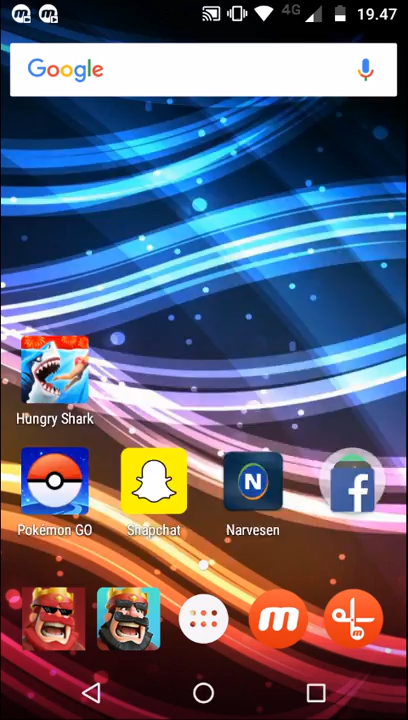 4G 19.47
Google
Hungry Shark
Pokemon GO Snapchat Narvesen
N f
m